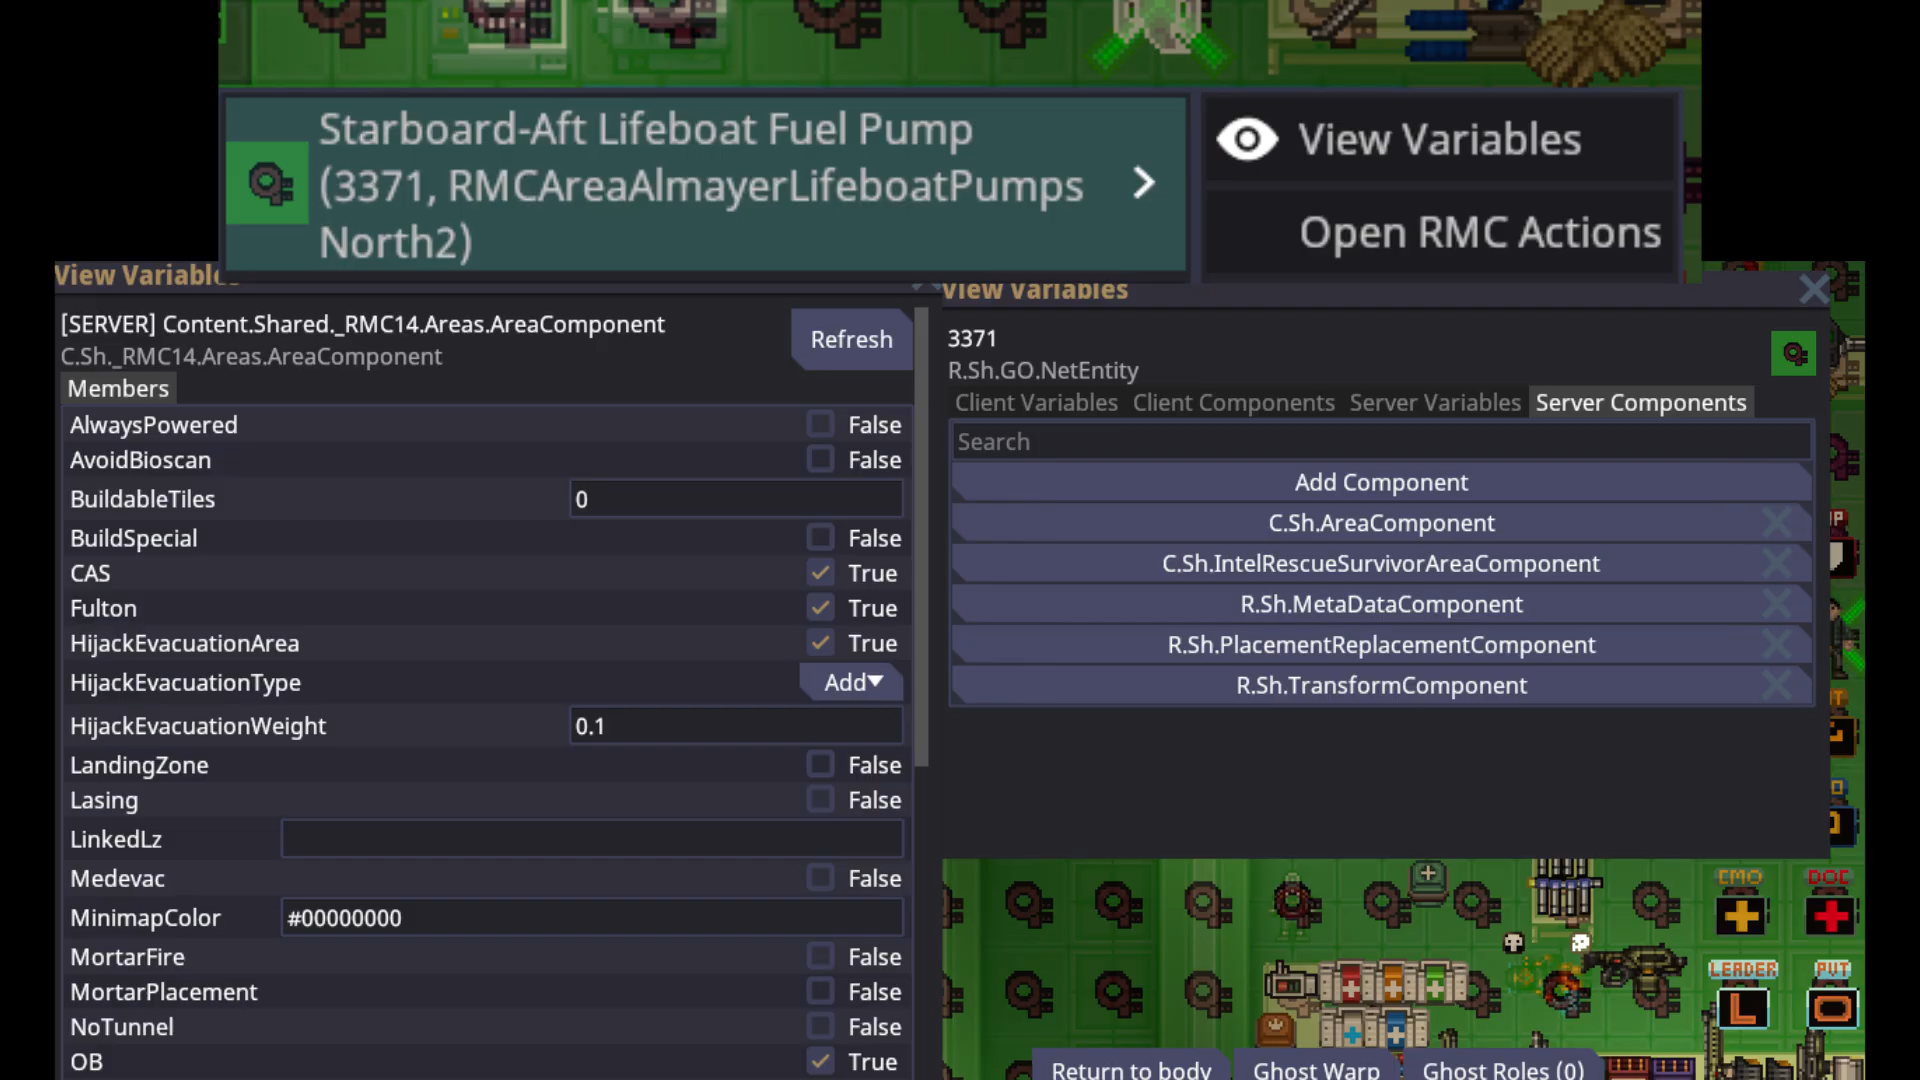 Starboard-Aft Lifeboat Fuel Pump
(3371, RMCAreaAlmayerLifeboatPumps
North2)
View Variables
Open RMC Actions
View Variables
[SERVER] Content.Shared._RMC14.Areas.AreaComponent
C.Sh._RMC14.Areas.AreaComponent
Refresh
Members
AlwaysPowered False
AvoidBioscan False
BuildableTiles 0
BuildSpecial False
CAS True
Fulton True
HijackEvacuationArea True
HijackEvacuationType Add▼
HijackEvacuationWeight 0.1
LandingZone False
Lasing False
LinkedLz
Medevac False
MinimapColor #00000000
MortarFire False
MortarPlacement False
NoTunnel False
OB True
View Variables
3371
R.Sh.GO.NetEntity
Client Variables Client Components Server Variables Server Components
Search
Add Component
C.Sh.AreaComponent
C.Sh.IntelRescueSurvivorAreaComponent
R.Sh.MetaDataComponent
R.Sh.PlacementReplacementComponent
R.Sh.TransformComponent
CMO DOC
LEADER PVT
L
Return to body Ghost Warp Ghost Roles (0)